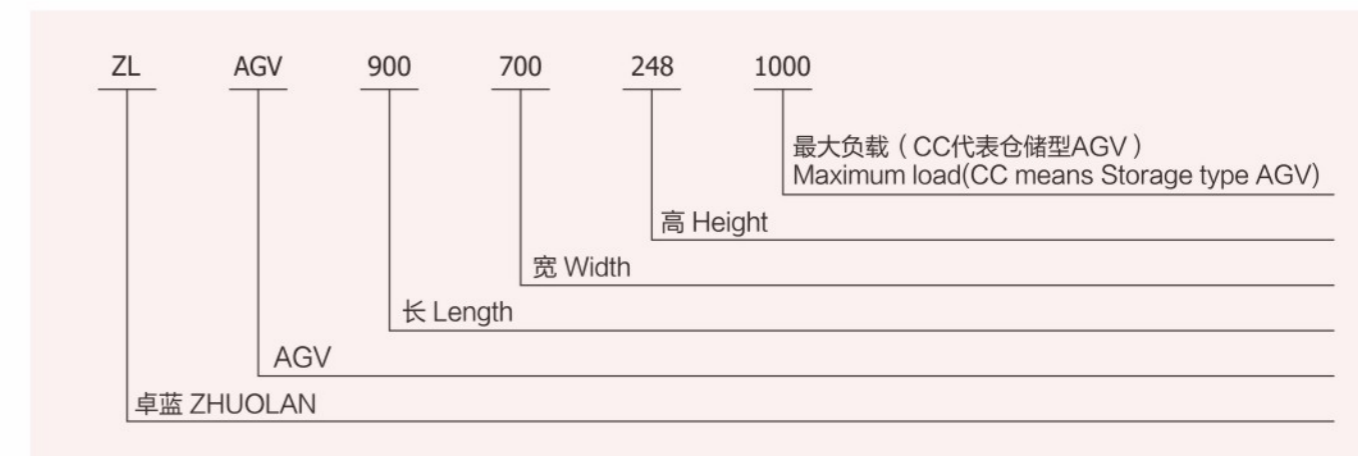 ZL AGV 900 700 248 1000
最大负载（CC代表仓储型AGV）
Maximum load(CC means Storage type AGV)
高 Height
宽 Width
长 Length
AGV
卓蓝 ZHUOLAN